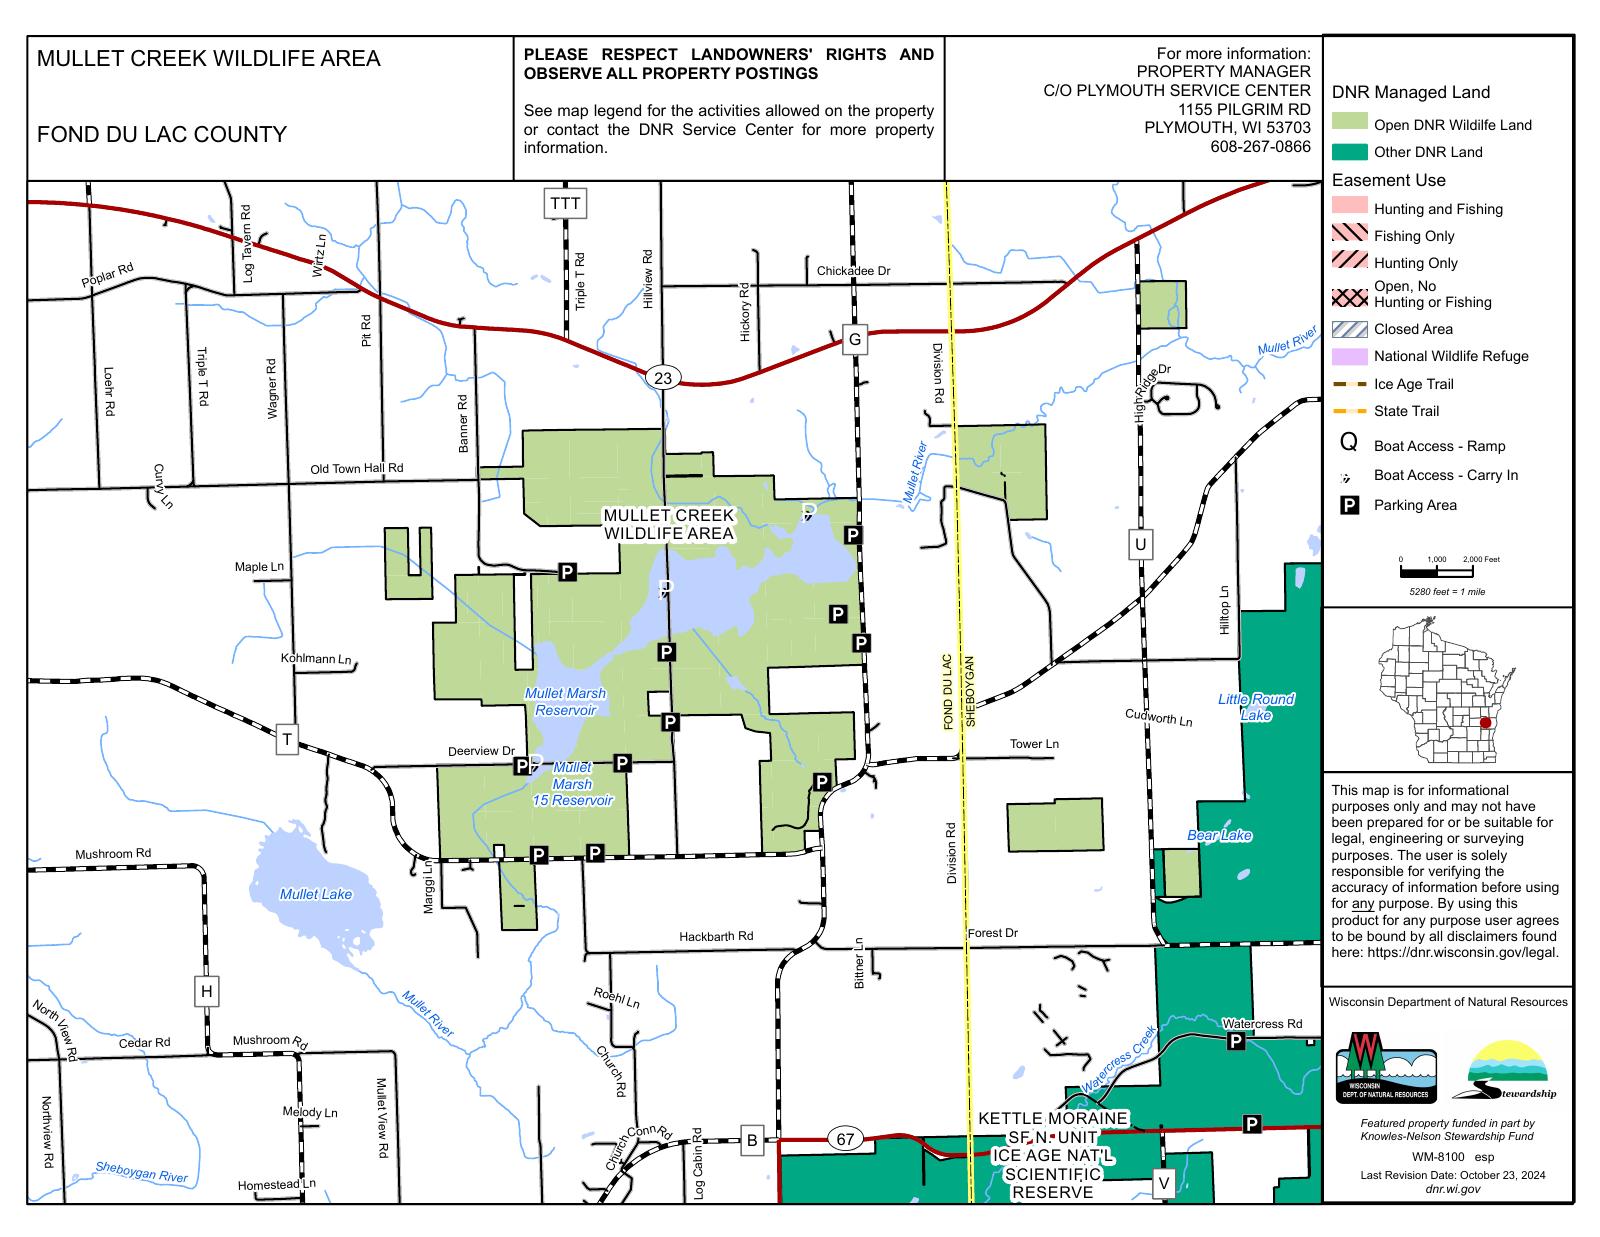 MULLET CREEK WILDLIFE AREA
FOND DU LAC COUNTY
PLEASE RESPECT LANDOWNERS' RIGHTS AND
OBSERVE ALL PROPERTY POSTINGS
See map legend for the activities allowed on the property
or contact the DNR Service Center for more property
information.
For more information:
PROPERTY MANAGER
C/O PLYMOUTH SERVICE CENTER
1155 PILGRIM RD
PLYMOUTH, WI 53703
608-267-0866
DNR Managed Land
Open DNR Wildilfe Land
Other DNR Land
Easement Use
Hunting and Fishing
Fishing Only
Hunting Only
Open, No
Hunting or Fishing
Closed Area
National Wildlife Refuge
Ice Age Trail
State Trail
Q Boat Access - Ramp
Boat Access - Carry In
P Parking Area
0 1,000 2,000 Feet
5280 feet = 1 mile
This map is for informational
purposes only and may not have
been prepared for or be suitable for
legal, engineering or surveying
purposes. The user is solely
responsible for verifying the
accuracy of information before using
for any purpose. By using this
product for any purpose user agrees
to be bound by all disclaimers found
here: https://dnr.wisconsin.gov/legal.
Wisconsin Department of Natural Resources
W
WISCONSIN
DEPT. OF NATURAL RESOURCES
Stewardship
Featured property funded in part by
Knowles-Nelson Stewardship Fund
WM-8100 esp
Last Revision Date: October 23, 2024
dnr.wi.gov
TTT
Log Tavern Rd
Wirtz Ln
Poplar Rd
Triple T Rd
Hillview Rd
Hickory Rd
Chickadee Dr
G
23
Pit Rd
Loehr Rd
Triple T Rd
Wagner Rd
Banner Rd
Division Rd
High Ridge Dr
Mullet River
Curvy Ln
Old Town Hall Rd
Mullet River
MULLET CREEK
WILDLIFE AREA
P
P
P
U
Maple Ln
P
P
Hilltop Ln
P
P
Kohlmann Ln
P
FOND DU LAC
SHEBOYGAN
Mullet Marsh
Reservoir
Little Round
Lake
P
Cudworth Ln
T
Deerview Dr
Tower Ln
P
P
P
Mullet
Marsh
15 Reservoir
P
Bear Lake
Mushroom Rd
P
P
Division Rd
Mullet Lake
Marggi Ln
Hackbarth Rd
Forest Dr
Bittner Ln
H
Roehl Ln
Mullet River
North View Rd
Cedar Rd
Mushroom Rd
Watercress Rd
P
Watercress Creek
Church Rd
Northview Rd
Mullet View Rd
Melody Ln
KETTLE MORAINE
SF N. UNIT
ICE AGE NAT'L
SCIENTIFIC
RESERVE
P
Church Rd
Conn Rd
B
67
Log Cabin Rd
Sheboygan River
Homestead Ln
V